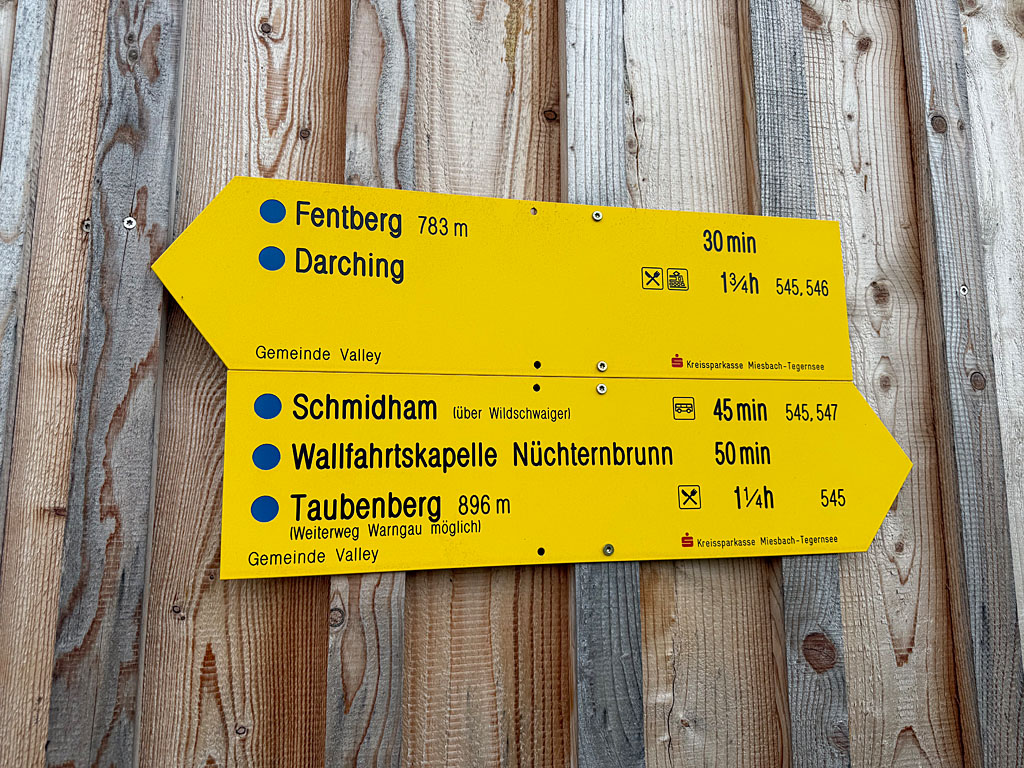 Fentberg 783 m 30 min
Darching 1¾h 545, 546
Gemeinde Valley Kreissparkasse Miesbach-Tegernsee
Schmidham (über Wildschwaiger) 45 min 545, 547
Wallfahrtskapelle Nüchternbrunn 50 min
Taubenberg 896 m 1¼h 545
(Weiterweg Warngau möglich)
Gemeinde Valley Kreissparkasse Miesbach-Tegernsee